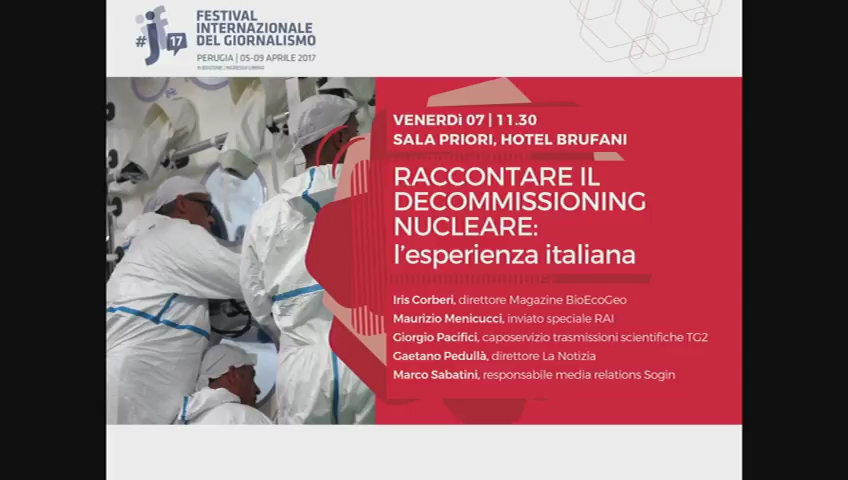 #ijf17
FESTIVAL
INTERNAZIONALE
DEL GIORNALISMO
PERUGIA | 05-09 APRILE 2017
VENERDì 07 | 11.30
SALA PRIORI, HOTEL BRUFANI
RACCONTARE IL
DECOMMISSIONING
NUCLEARE:
l'esperienza italiana
Iris Corberi, direttore Magazine BioEcoGeo
Maurizio Menicucci, inviato speciale RAI
Giorgio Pacifici, caposervizio trasmissioni scientifiche TG2
Gaetano Pedullà, direttore La Notizia
Marco Sabatini, responsabile media relations Sogin